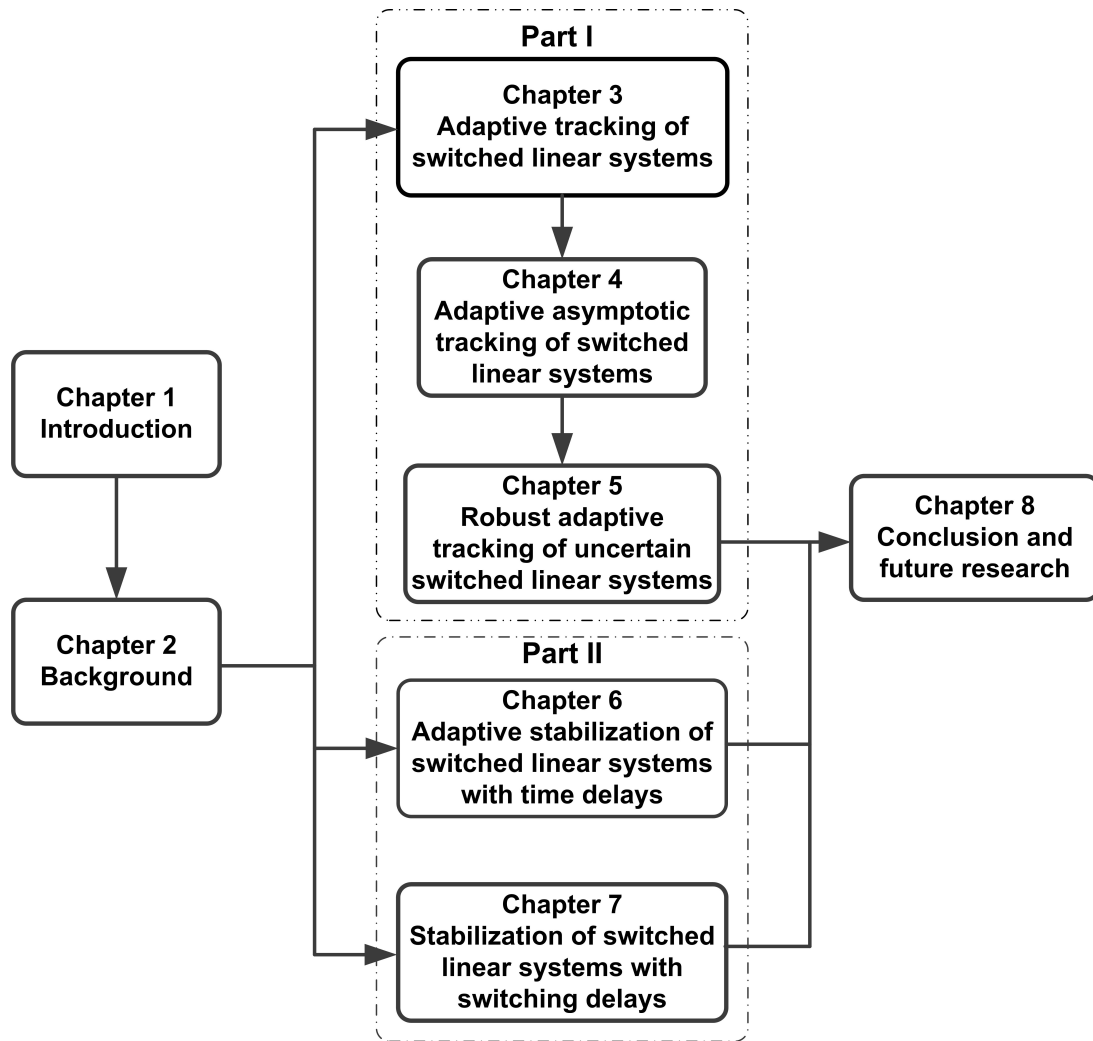 Part I
Chapter 3
Adaptive tracking of
switched linear systems
Chapter 4
Adaptive asymptotic
tracking of switched
linear systems
Chapter 1
Introduction
Chapter 5
Robust adaptive
tracking of uncertain
switched linear systems
Chapter 8
Conclusion and
future research
Chapter 2
Background
Part II
Chapter 6
Adaptive stabilization of
switched linear systems
with time delays
Chapter 7
Stabilization of switched
linear systems with
switching delays